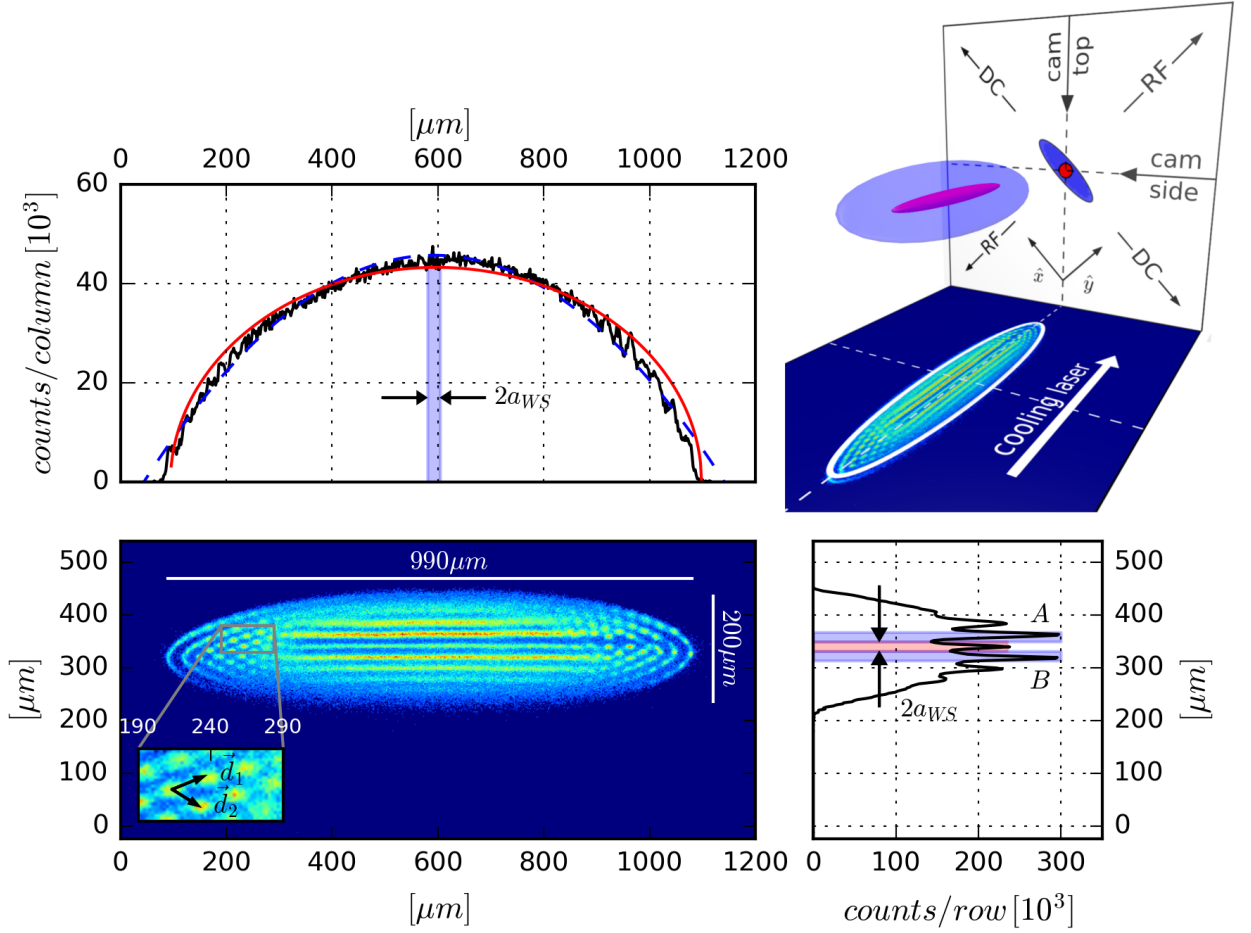 [μm]
0 200 400 600 800 1000 1200
60
40
20
0
counts/column [10³]
2a_WS
cam
top
DC
RF
cam
side
RF
DC
x̂
ŷ
cooling laser
500
400
300
200
100
0
[μm]
990μm
200μm
190 240 290
d⃗₁
d⃗₂
0 200 400 600 800 1000 1200
[μm]
A
B
2a_WS
500
400
300
200
100
0
[μm]
0 100 200 300
counts/row [10³]